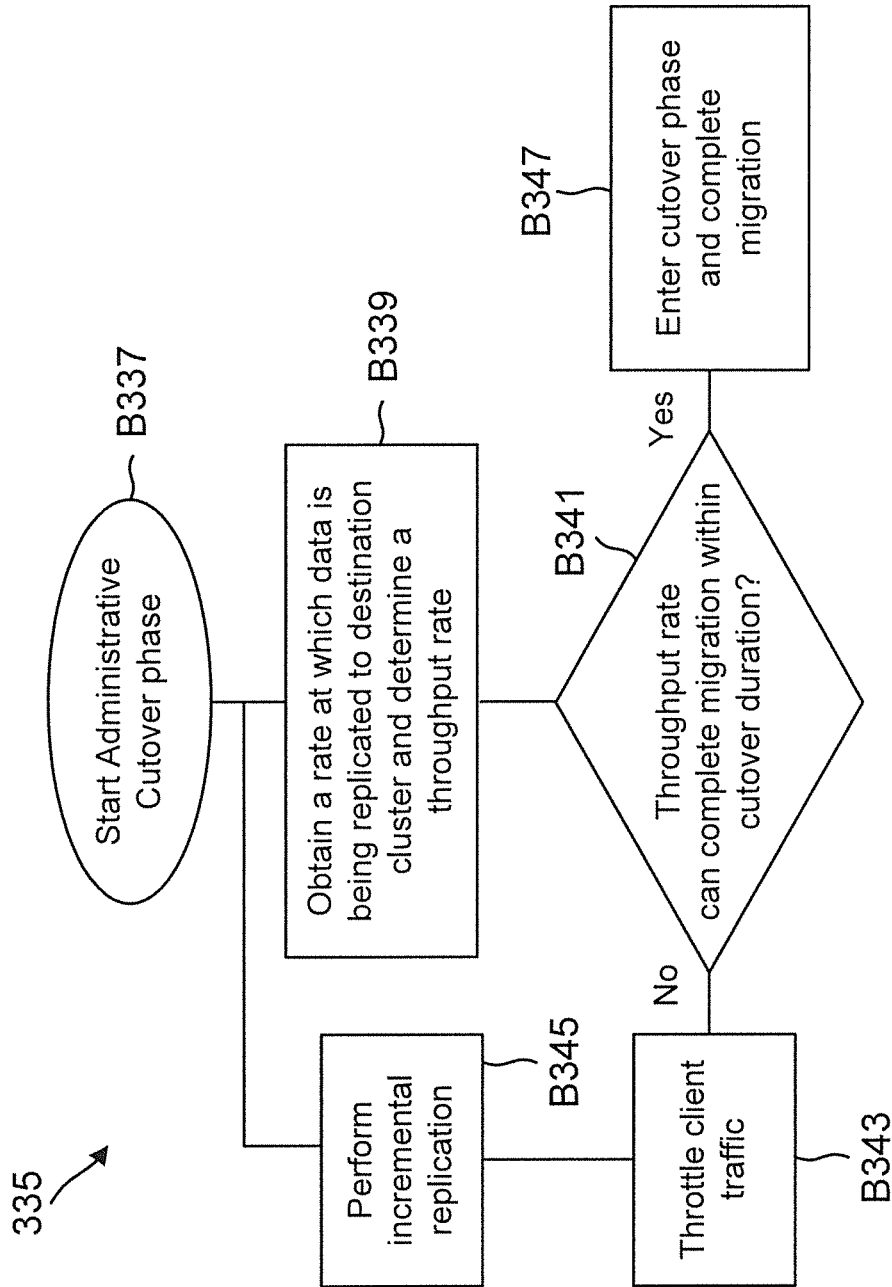 335
Start Administrative
Cutover phase
B337
Obtain a rate at which data is
being replicated to destination
cluster and determine a
throughput rate
B339
Perform
incremental
replication
B345
Throughput rate
can complete migration within
cutover duration?
B341
No
Yes
Throttle client
traffic
B343
Enter cutover phase
and complete
migration
B347